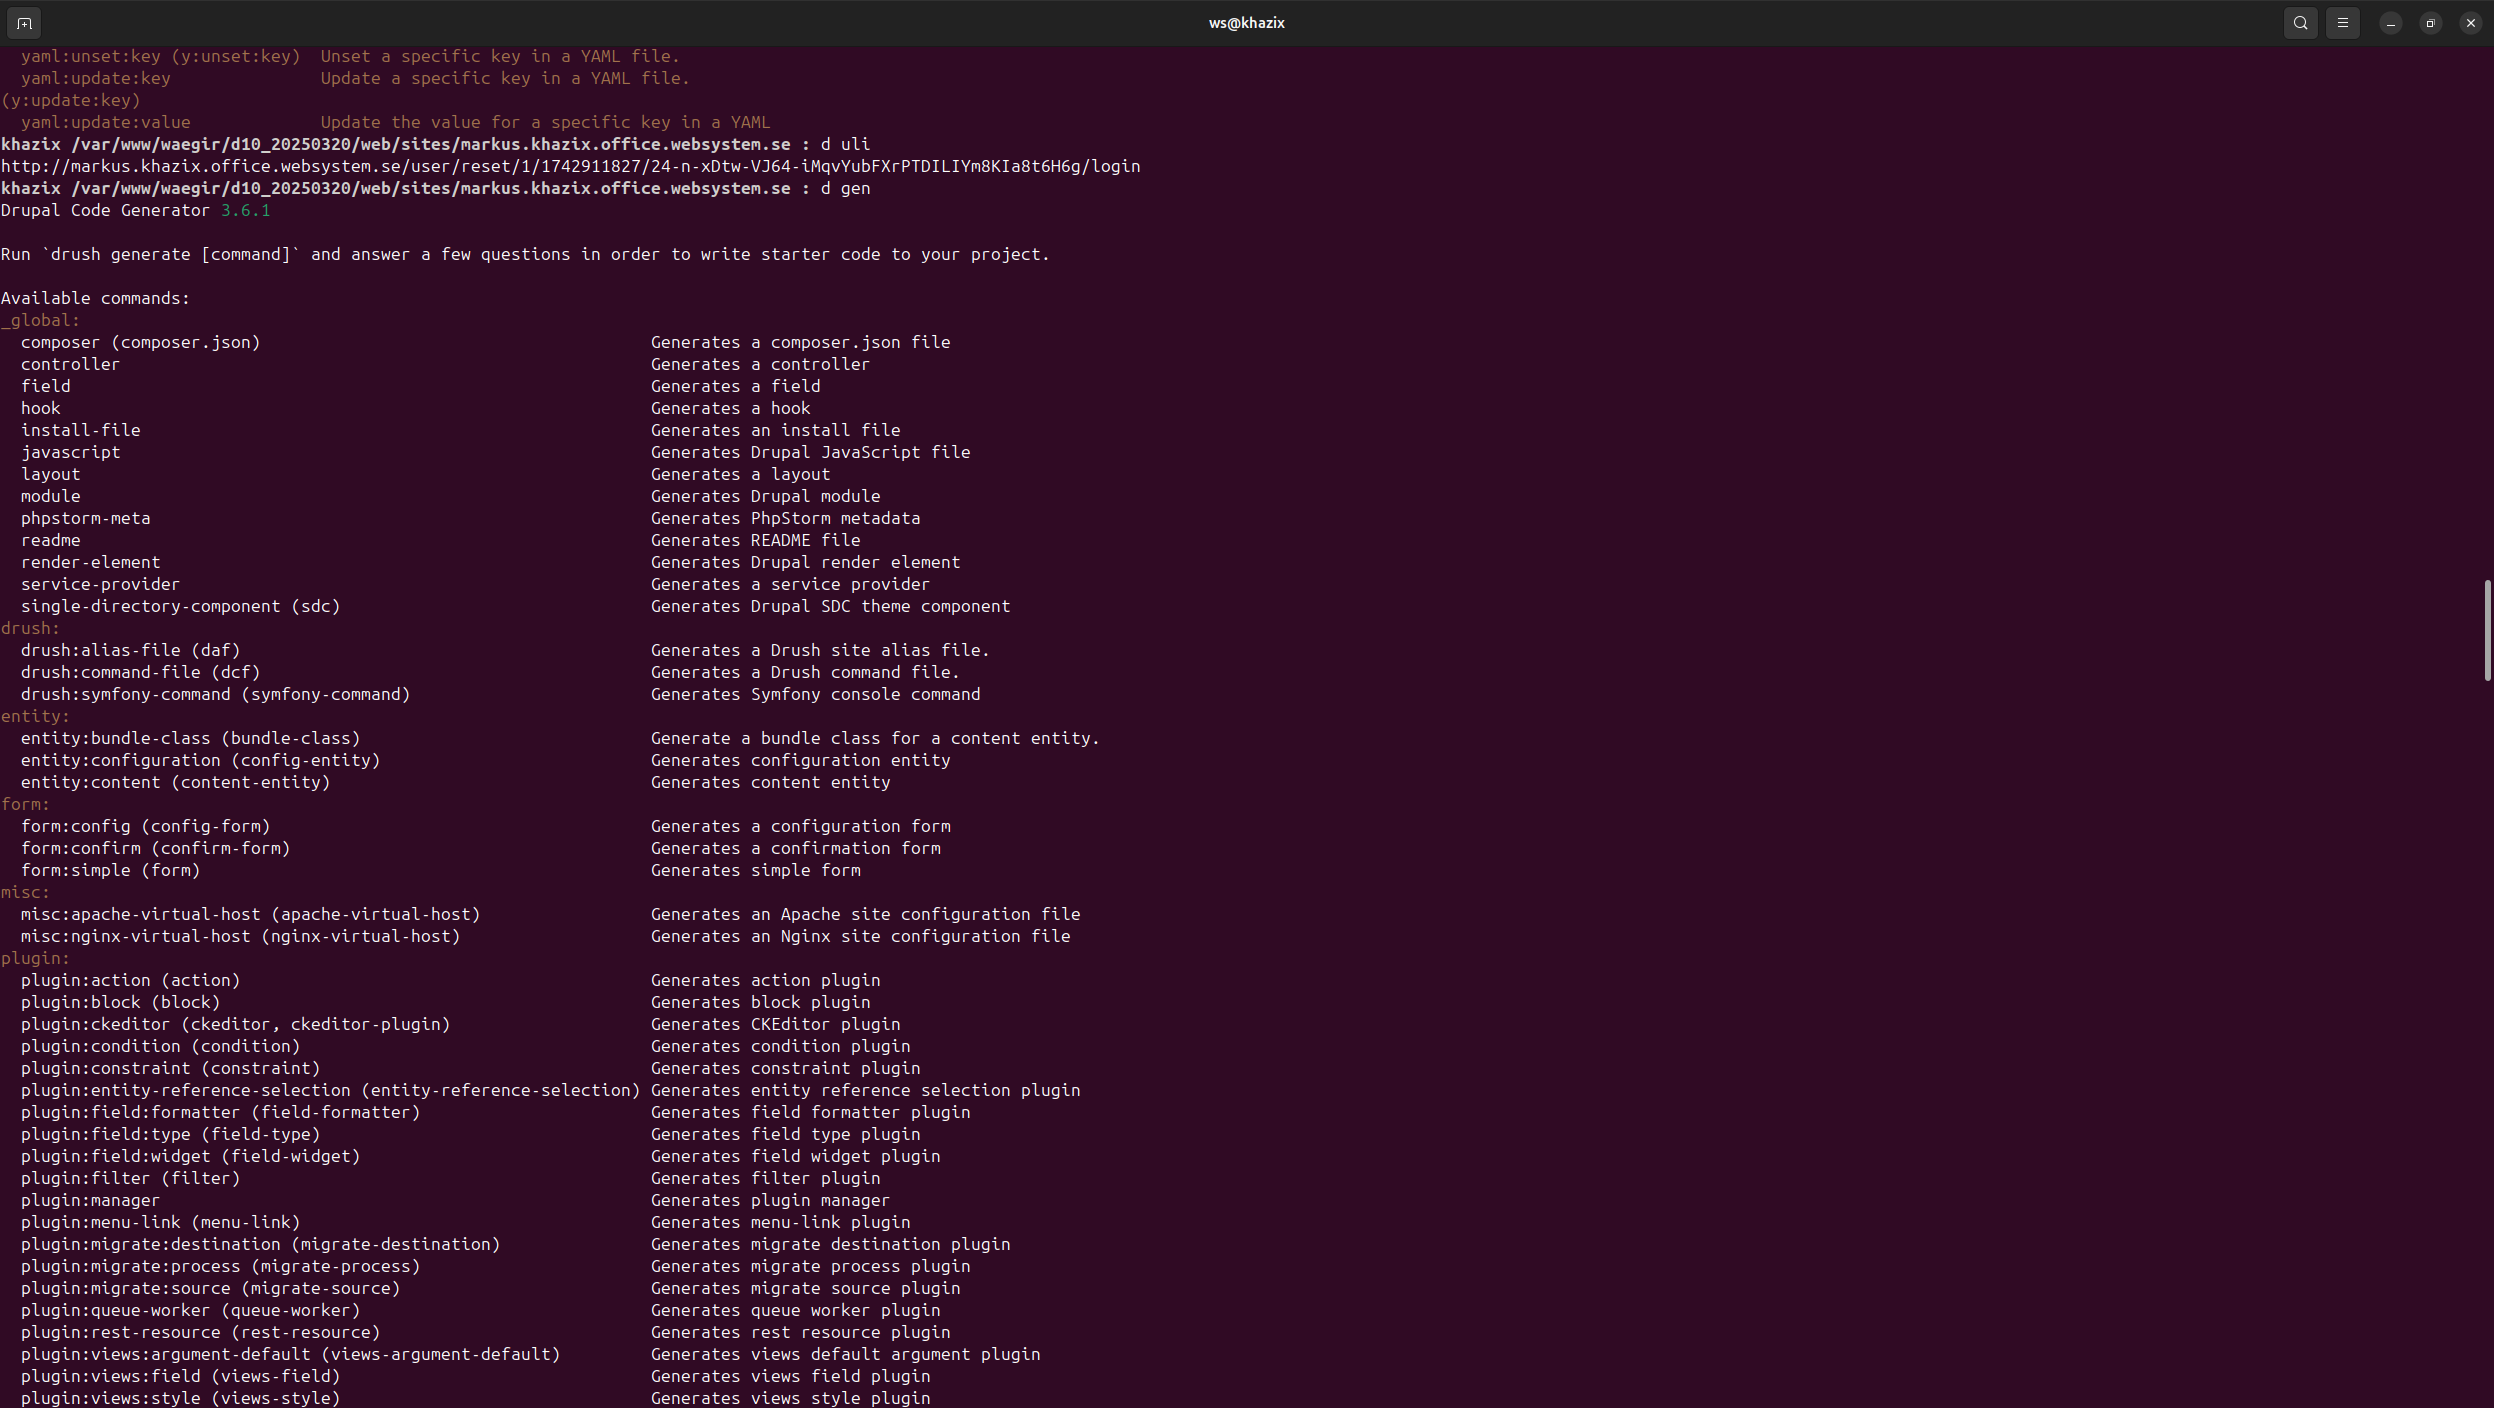 ws@khazix
  yaml:unset:key (y:unset:key)  Unset a specific key in a YAML file.
  yaml:update:key               Update a specific key in a YAML file.
(y:update:key)
  yaml:update:value             Update the value for a specific key in a YAML
khazix /var/www/waegir/d10_20250320/web/sites/markus.khazix.office.websystem.se : d uli
http://markus.khazix.office.websystem.se/user/reset/1/1742911827/24-n-xDtw-VJ64-iMqvYubFXrPTDILIYm8KIa8t6H6g/login
khazix /var/www/waegir/d10_20250320/web/sites/markus.khazix.office.websystem.se : d gen
Drupal Code Generator 3.6.1
Run `drush generate [command]` and answer a few questions in order to write starter code to your project.
Available commands:
_global:
  composer (composer.json)                                       Generates a composer.json file
  controller                                                     Generates a controller
  field                                                          Generates a field
  hook                                                           Generates a hook
  install-file                                                   Generates an install file
  javascript                                                     Generates Drupal JavaScript file
  layout                                                         Generates a layout
  module                                                         Generates Drupal module
  phpstorm-meta                                                  Generates PhpStorm metadata
  readme                                                         Generates README file
  render-element                                                 Generates Drupal render element
  service-provider                                               Generates a service provider
  single-directory-component (sdc)                               Generates Drupal SDC theme component
drush:
  drush:alias-file (daf)                                         Generates a Drush site alias file.
  drush:command-file (dcf)                                       Generates a Drush command file.
  drush:symfony-command (symfony-command)                        Generates Symfony console command
entity:
  entity:bundle-class (bundle-class)                             Generate a bundle class for a content entity.
  entity:configuration (config-entity)                           Generates configuration entity
  entity:content (content-entity)                                Generates content entity
form:
  form:config (config-form)                                      Generates a configuration form
  form:confirm (confirm-form)                                    Generates a confirmation form
  form:simple (form)                                             Generates simple form
misc:
  misc:apache-virtual-host (apache-virtual-host)                 Generates an Apache site configuration file
  misc:nginx-virtual-host (nginx-virtual-host)                   Generates an Nginx site configuration file
plugin:
  plugin:action (action)                                         Generates action plugin
  plugin:block (block)                                           Generates block plugin
  plugin:ckeditor (ckeditor, ckeditor-plugin)                    Generates CKEditor plugin
  plugin:condition (condition)                                   Generates condition plugin
  plugin:constraint (constraint)                                 Generates constraint plugin
  plugin:entity-reference-selection (entity-reference-selection) Generates entity reference selection plugin
  plugin:field:formatter (field-formatter)                       Generates field formatter plugin
  plugin:field:type (field-type)                                 Generates field type plugin
  plugin:field:widget (field-widget)                             Generates field widget plugin
  plugin:filter (filter)                                         Generates filter plugin
  plugin:manager                                                 Generates plugin manager
  plugin:menu-link (menu-link)                                   Generates menu-link plugin
  plugin:migrate:destination (migrate-destination)               Generates migrate destination plugin
  plugin:migrate:process (migrate-process)                       Generates migrate process plugin
  plugin:migrate:source (migrate-source)                         Generates migrate source plugin
  plugin:queue-worker (queue-worker)                             Generates queue worker plugin
  plugin:rest-resource (rest-resource)                           Generates rest resource plugin
  plugin:views:argument-default (views-argument-default)         Generates views default argument plugin
  plugin:views:field (views-field)                               Generates views field plugin
  plugin:views:style (views-style)                               Generates views style plugin